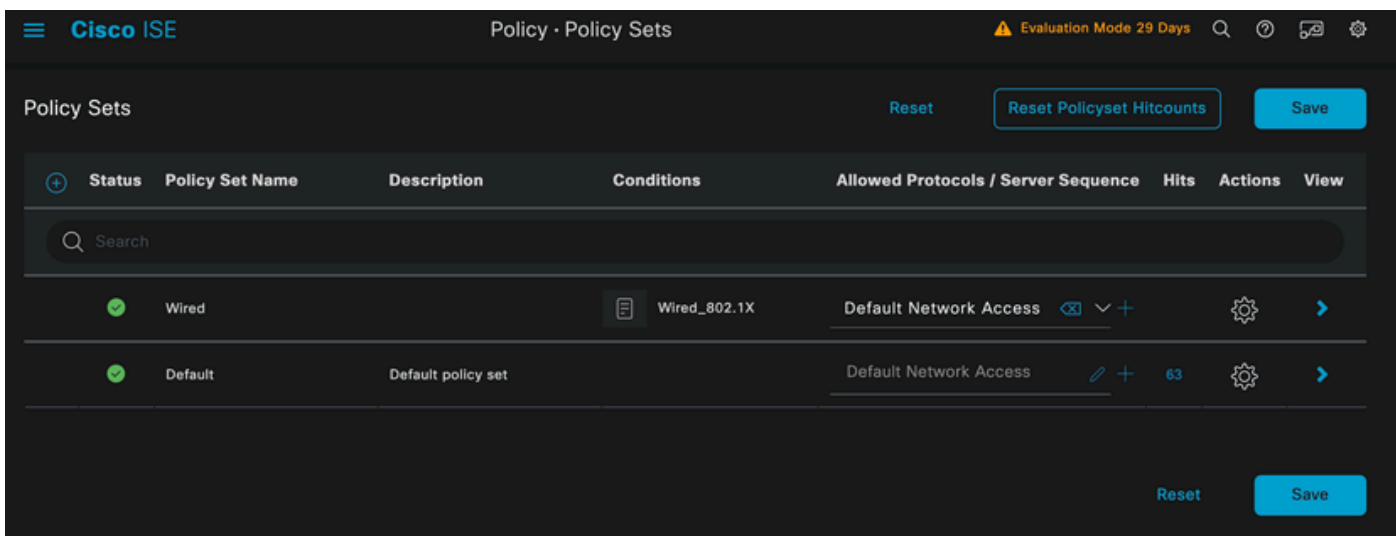 Cisco ISE Policy · Policy Sets Evaluation Mode 29 Days
Policy Sets Reset Reset Policyset Hitcounts Save
Status Policy Set Name Description Conditions Allowed Protocols / Server Sequence Hits Actions View
Search
Wired Wired_802.1X Default Network Access
Default Default policy set Default Network Access 63
Reset Save